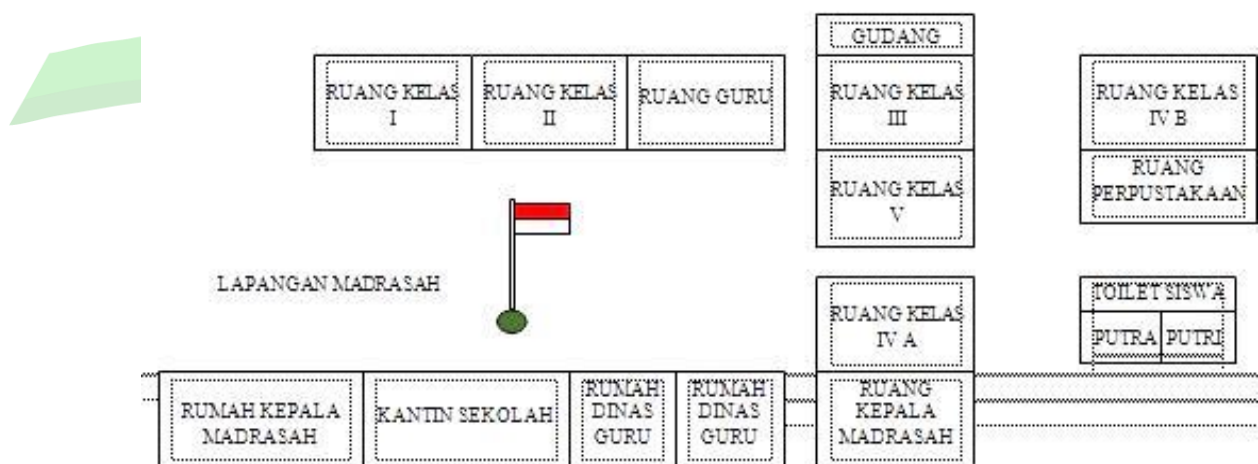 GUDANG
RUANG KELAS
I
RUANG KELAS
II
RUANG GURU
RUANG KELAS
III
RUANG KELAS
IV B
RUANG KELAS
V
RUANG
PERPUSTAKAAN
LAPANGAN MADRASAH
RUANG KELAS
IV A
TOILET SISWA
PUTRA
PUTRI
RUMAH KEPALA
MADRASAH
KANTIN SEKOLAH
RUMAH
DINAS
GURU
RUMAH
DINAS
GURU
RUANG
KEPALA
MADRASAH